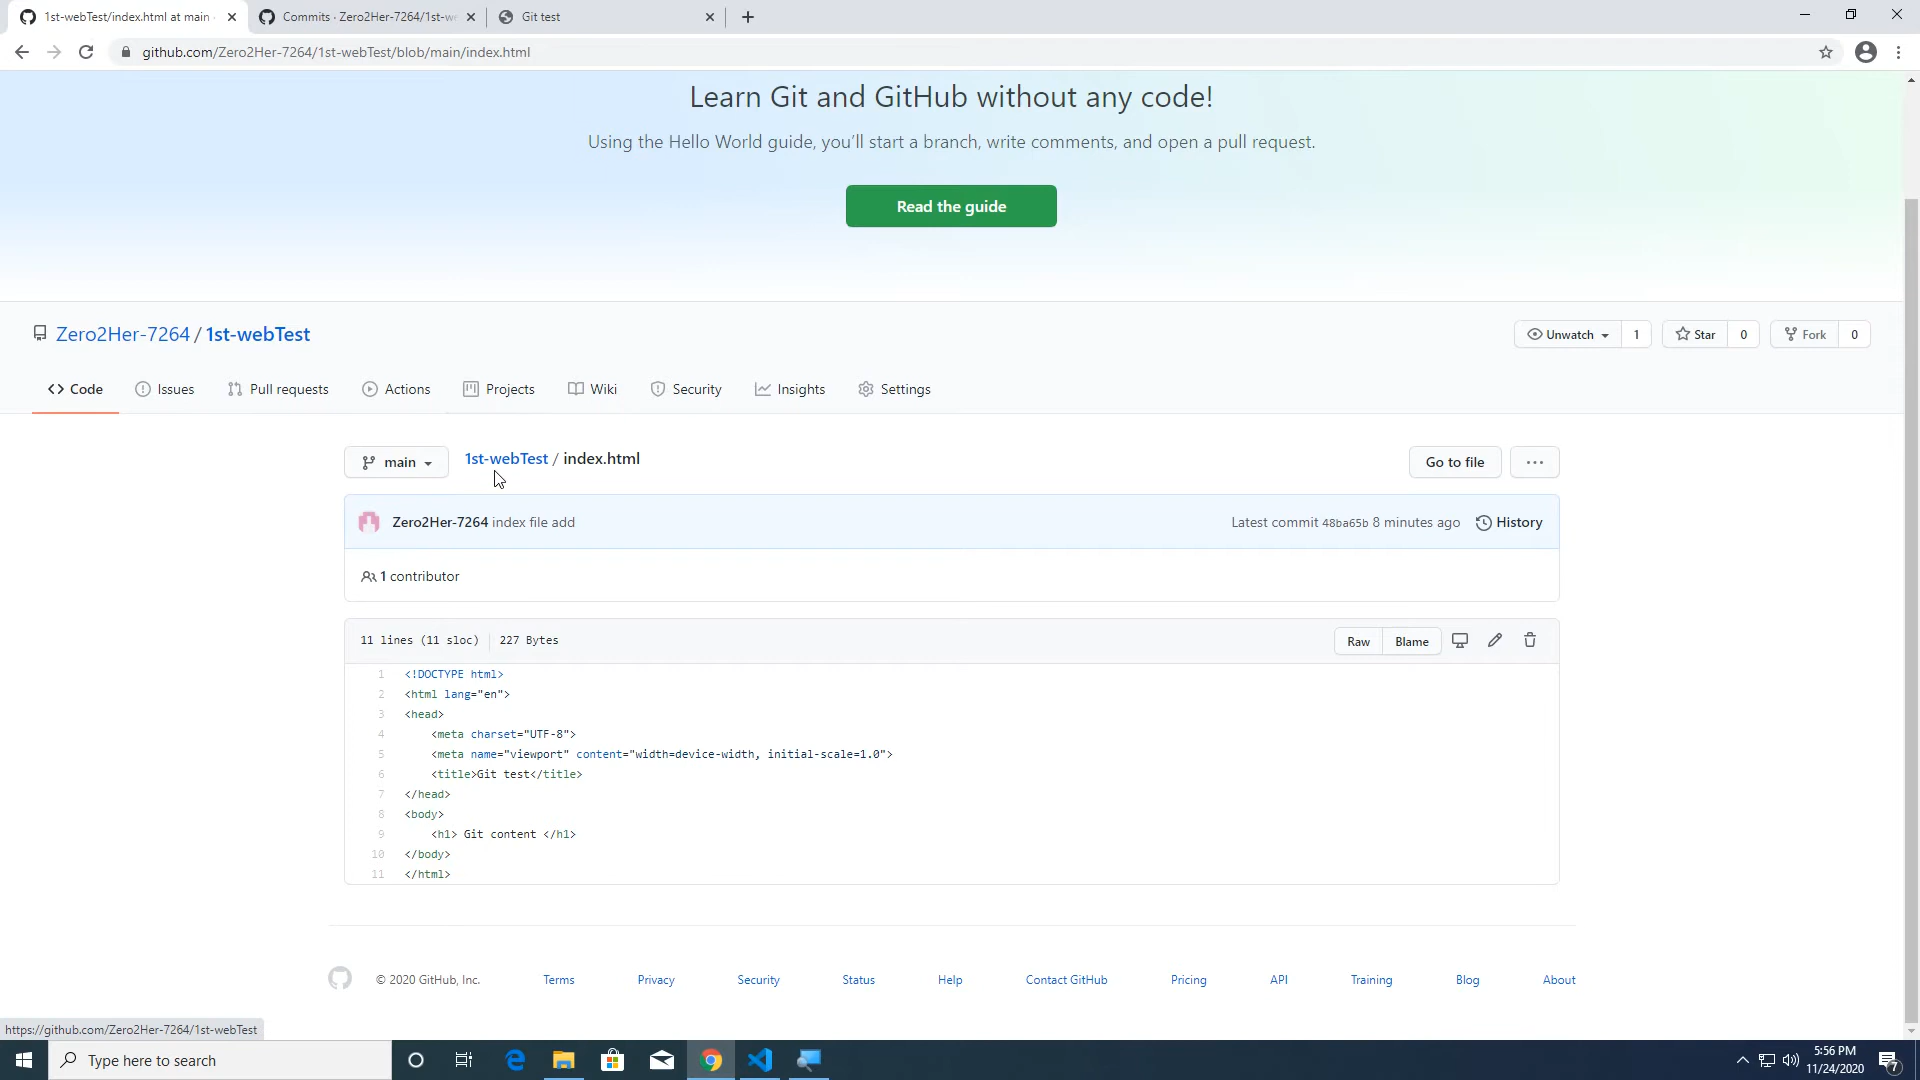 1st-webTest/index.html at main ·
Commits · Zero2Her-7264/1st-we
Git test
github.com/Zero2Her-7264/1st-webTest/blob/main/index.html
Learn Git and GitHub without any code!
Using the Hello World guide, you’ll start a branch, write comments, and open a pull request.
Read the guide
Zero2Her-7264 / 1st-webTest
Unwatch 1
Star 0
Fork 0
Code
Issues
Pull requests
Actions
Projects
Wiki
Security
Insights
Settings
main
1st-webTest / index.html
Go to file
Zero2Her-7264 index file add
Latest commit 48ba65b 8 minutes ago
History
1 contributor
11 lines (11 sloc)
227 Bytes
Raw
Blame
1 <!DOCTYPE html>
2 <html lang="en">
3 <head>
4 <meta charset="UTF-8">
5 <meta name="viewport" content="width=device-width, initial-scale=1.0">
6 <title>Git test</title>
7 </head>
8 <body>
9 <h1> Git content </h1>
10 </body>
11 </html>
© 2020 GitHub, Inc.
Terms
Privacy
Security
Status
Help
Contact GitHub
Pricing
API
Training
Blog
About
https://github.com/Zero2Her-7264/1st-webTest
Type here to search
5:56 PM
11/24/2020
7